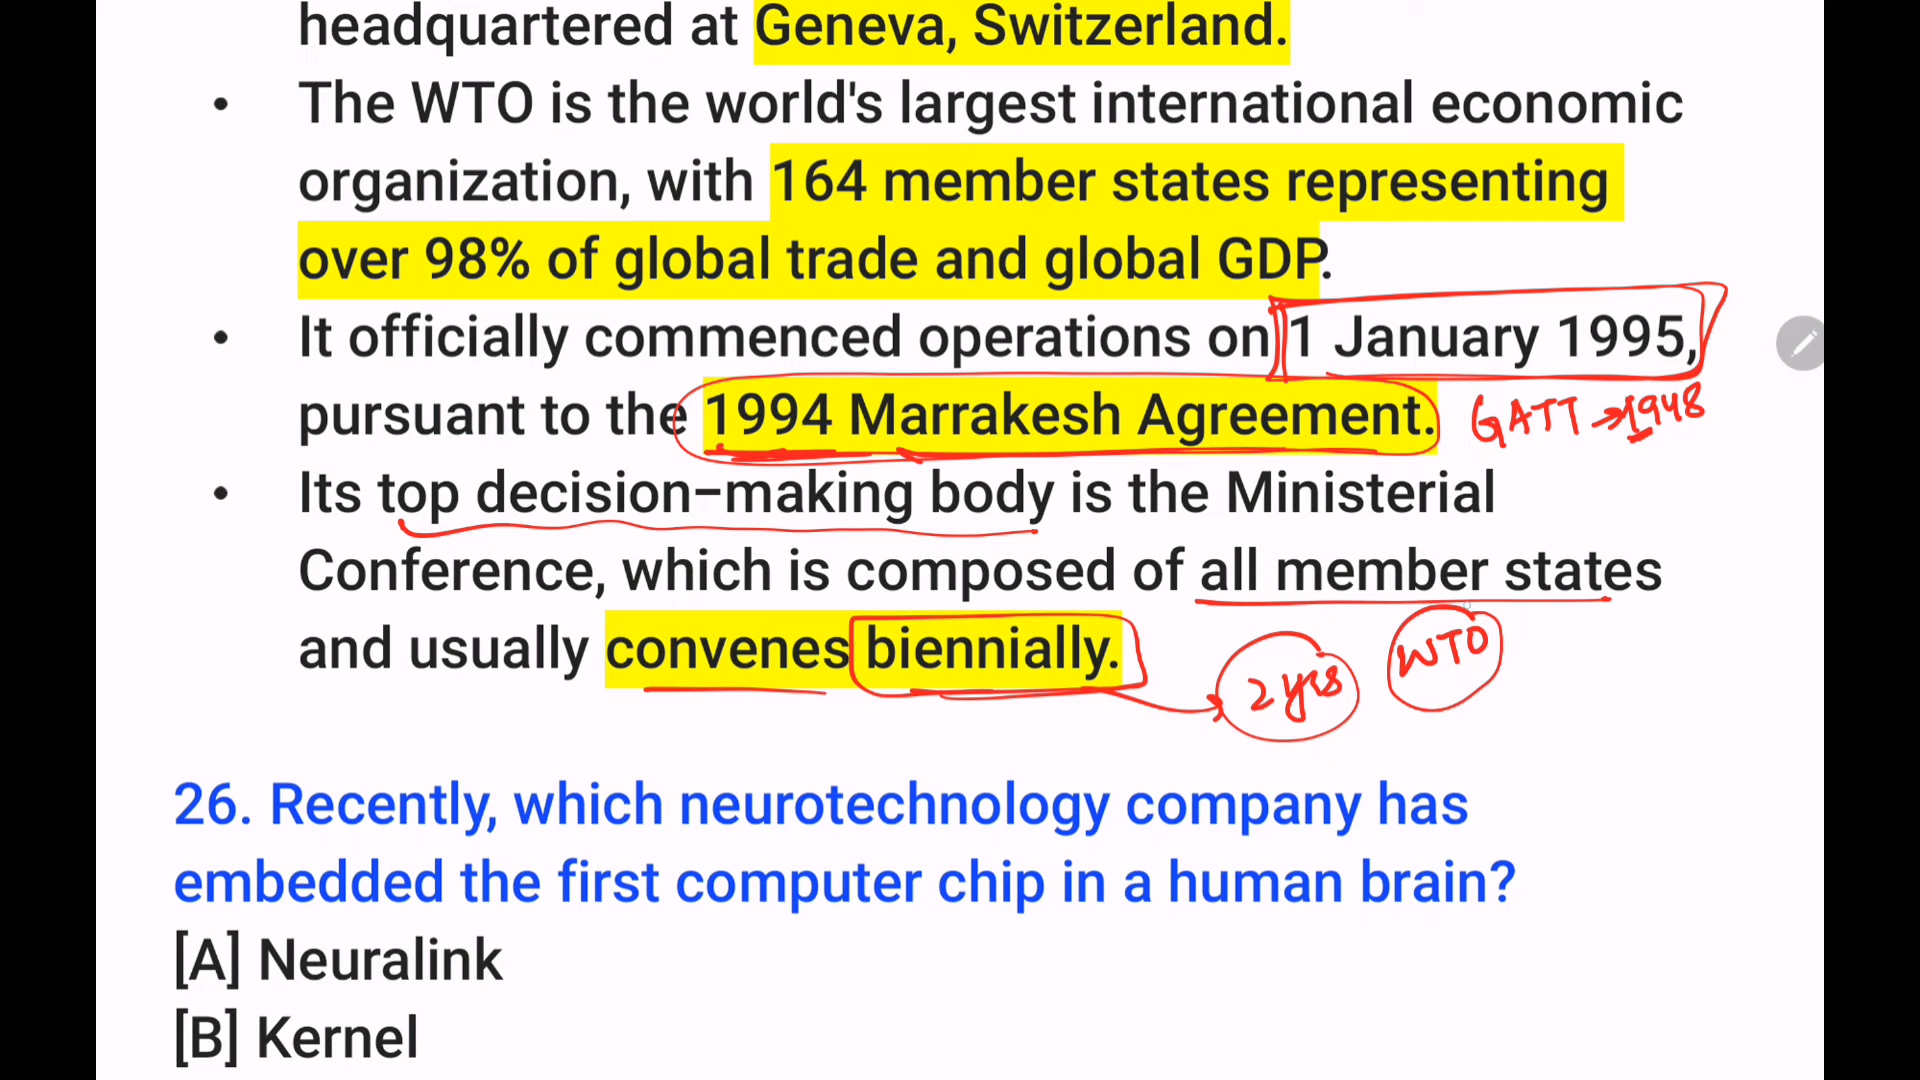 headquartered at Geneva, Switzerland.
• The WTO is the world's largest international economic
organization, with 164 member states representing
over 98% of global trade and global GDP.
• It officially commenced operations on 1 January 1995,
pursuant to the 1994 Marrakesh Agreement. GATT → 1948
• Its top decision-making body is the Ministerial
Conference, which is composed of all member states
and usually convenes biennially. 2 yrs WTO
26. Recently, which neurotechnology company has
embedded the first computer chip in a human brain?
[A] Neuralink
[B] Kernel